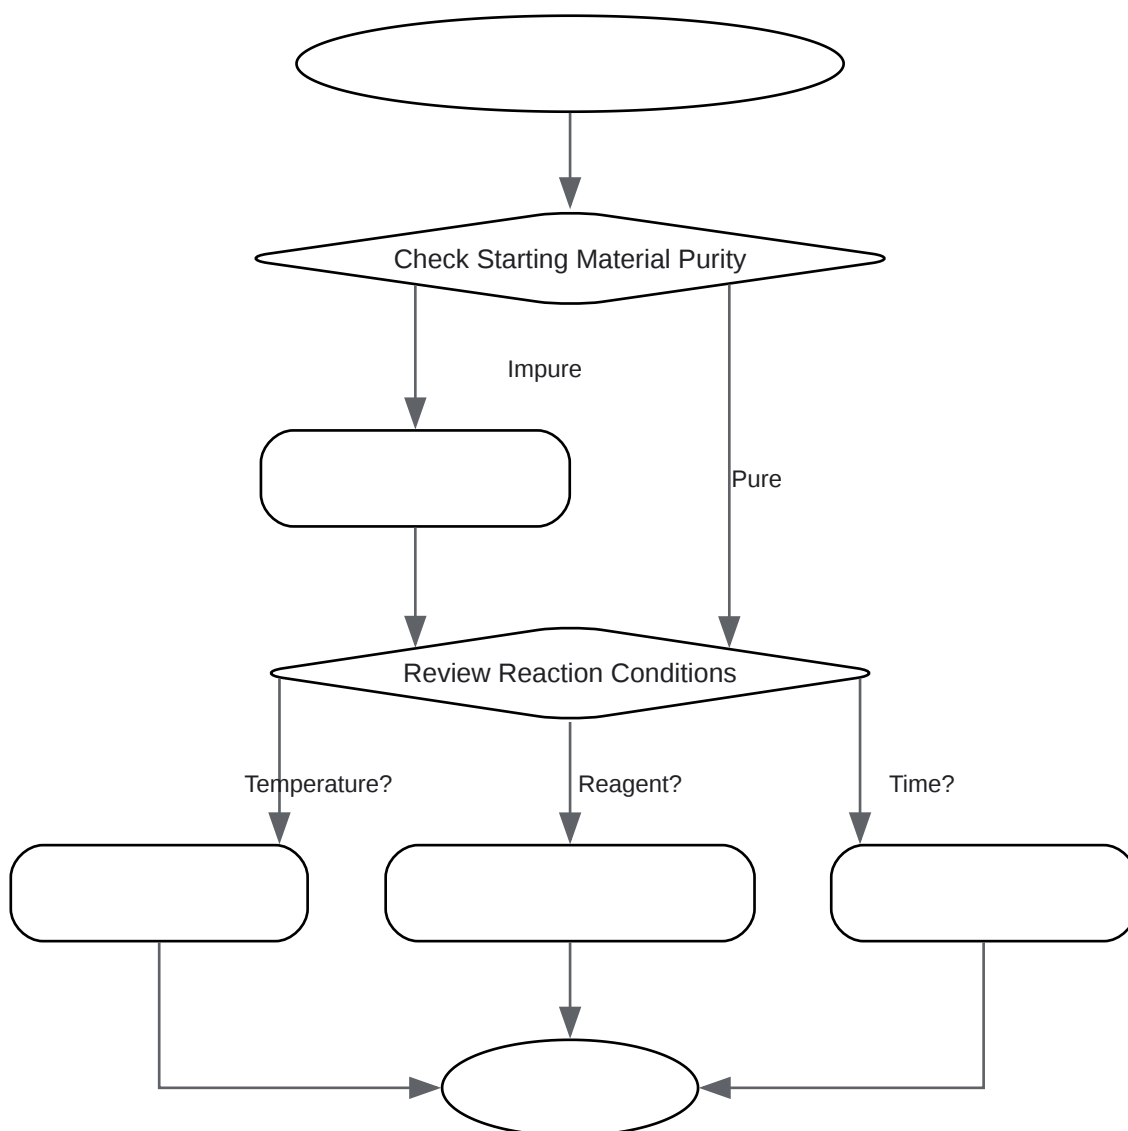 Check Starting Material Purity
Impure
Pure
Review Reaction Conditions
Temperature?
Reagent?
Time?